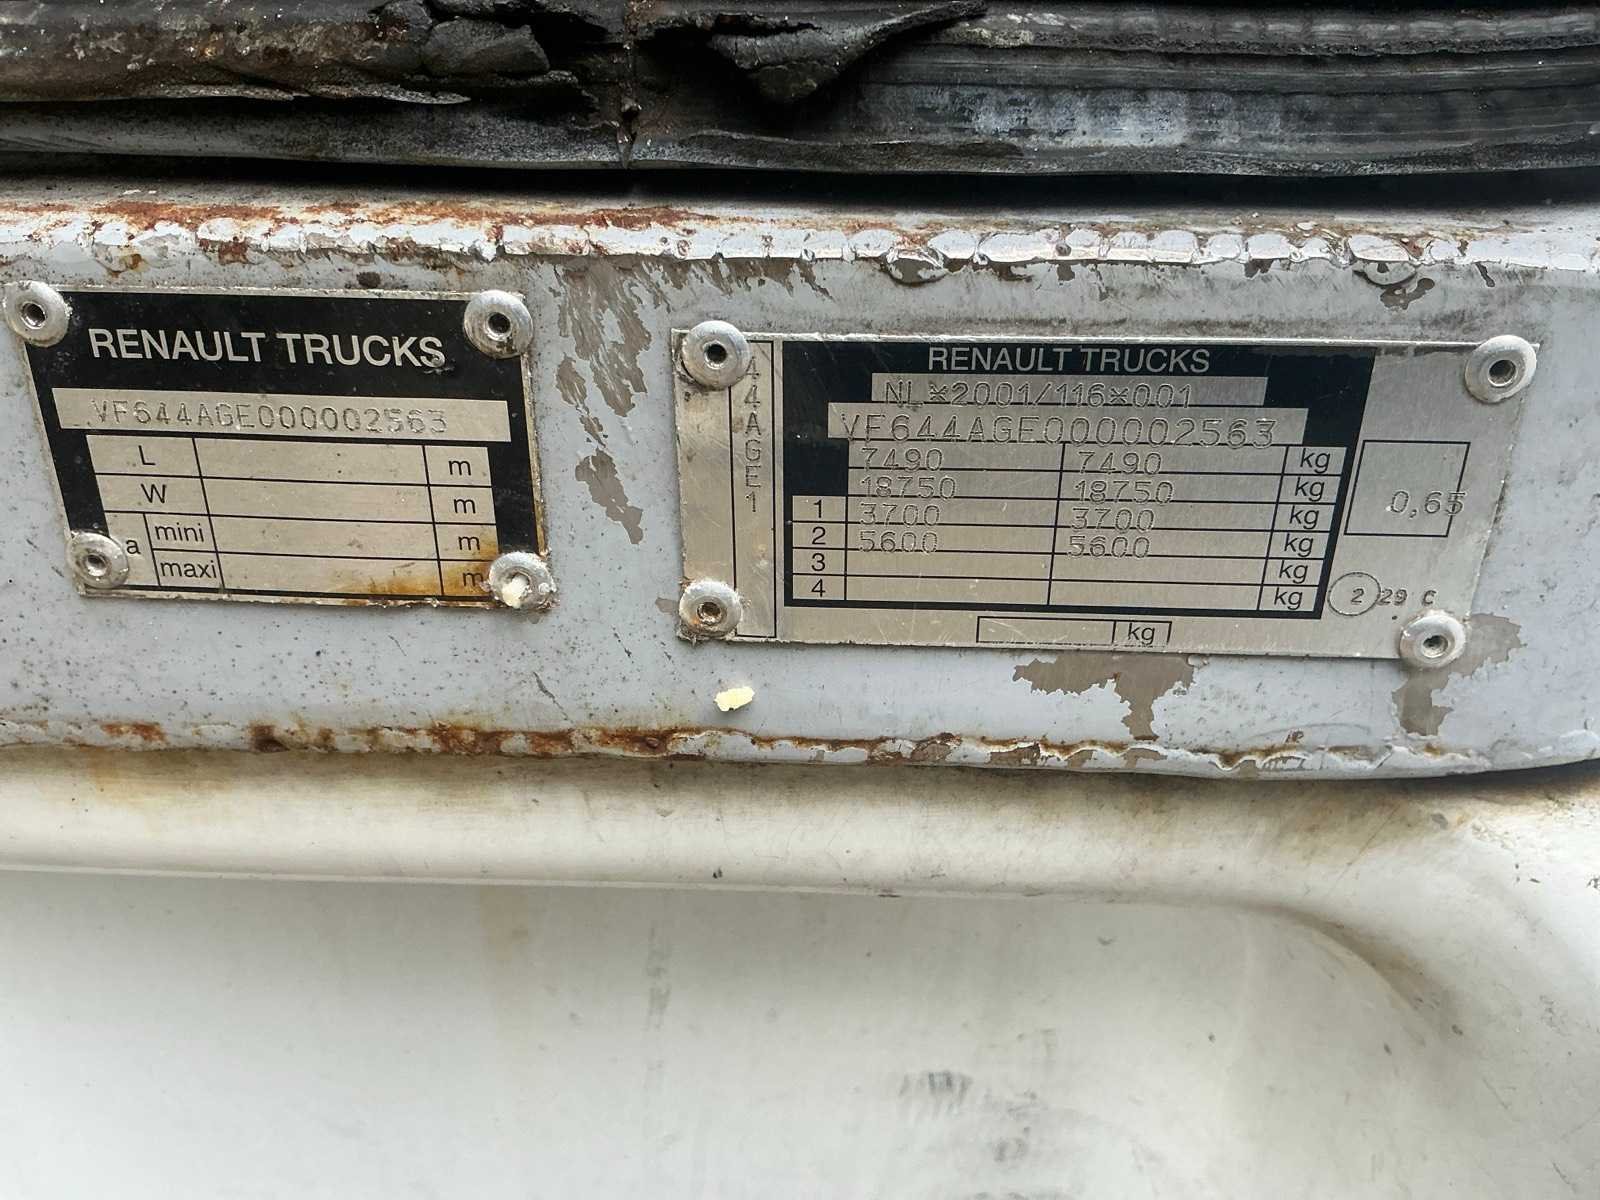 RENAULT TRUCKS
VF644AGE000002563
L m
W m
a mini m
maxi m
44AGE1
RENAULT TRUCKS
NL*2001/116*001
VF644AGE000002563
7490 7490 kg
18750 18750 kg
1 3700 3700 kg
2 5600 5600 kg
3 kg
4 kg
kg
0,65
2 29 C